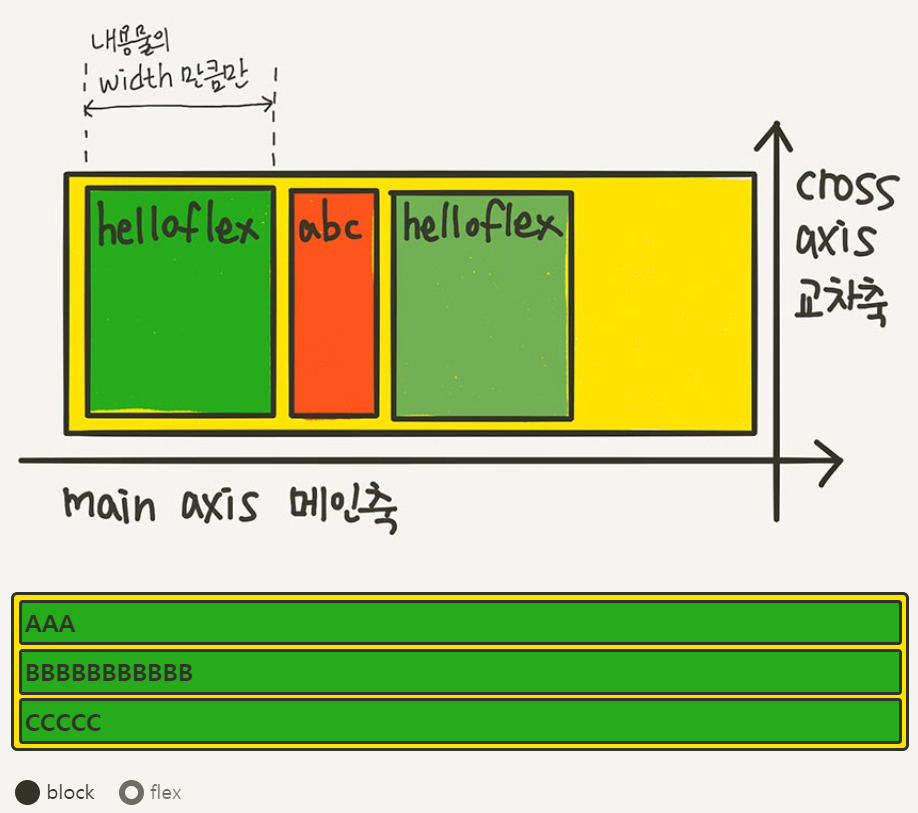 내용물의
width 만큼만
helloflex
abc
helloflex
cross
axis
교차축
main axis 메인축
AAA
BBBBBBBBBBB
CCCCC
block
flex